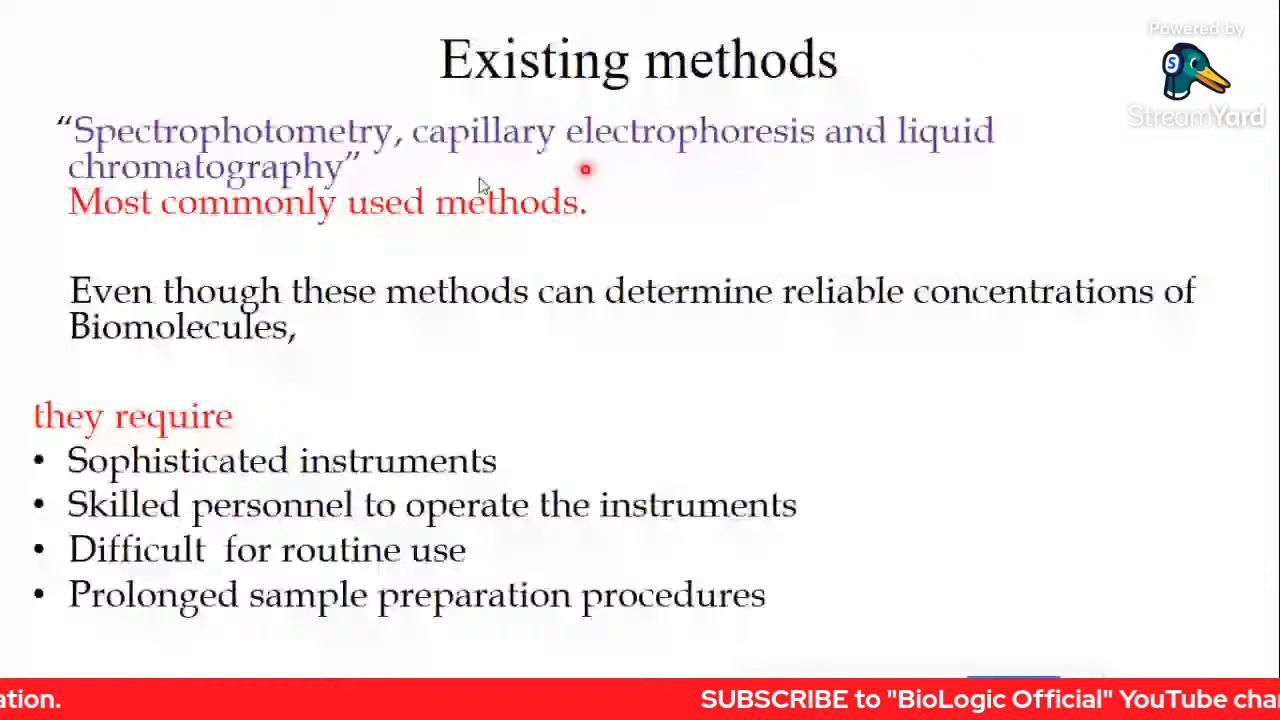 Existing methods
Powered by
S
StreamYard
“Spectrophotometry, capillary electrophoresis and liquid
chromatography”
Most commonly used methods.
Even though these methods can determine reliable concentrations of
Biomolecules,
they require
• Sophisticated instruments
• Skilled personnel to operate the instruments
• Difficult for routine use
• Prolonged sample preparation procedures
ation. SUBSCRIBE to "BioLogic Official" YouTube cha